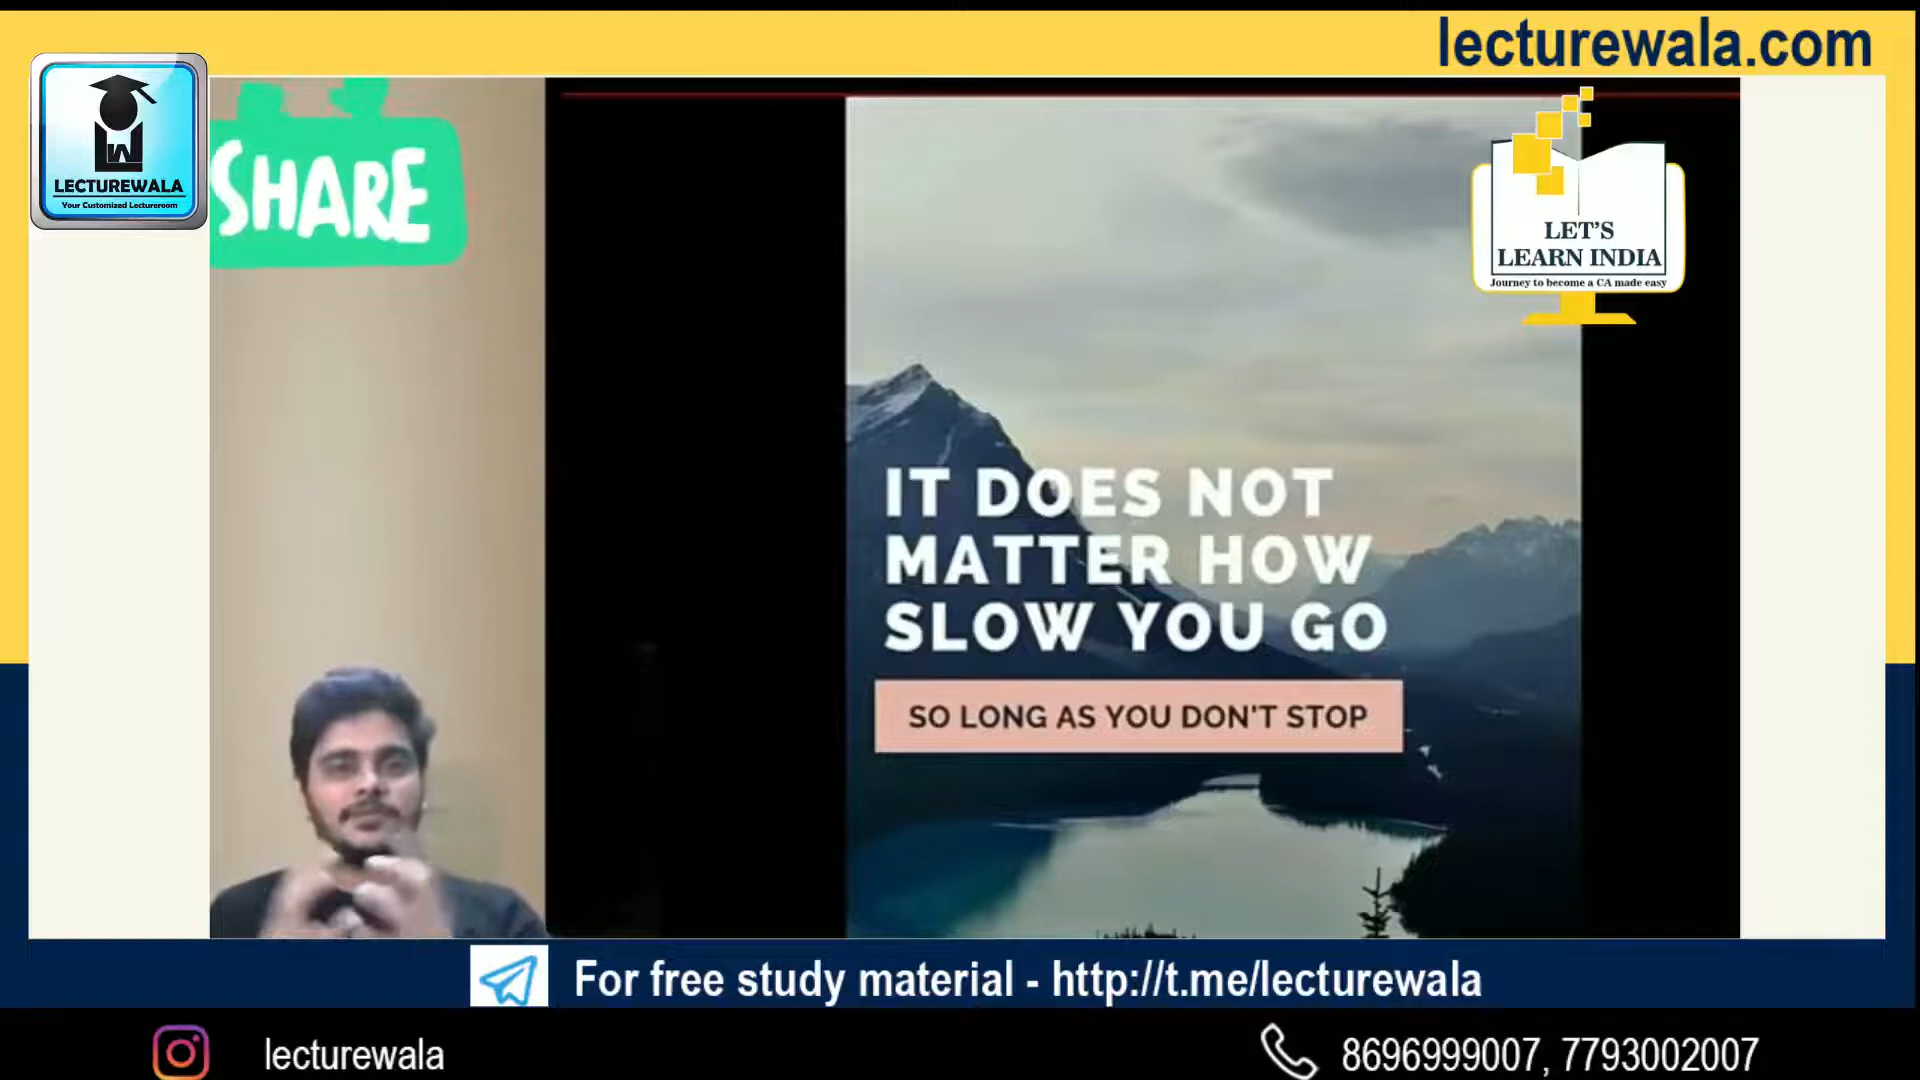 lecturewala.com
LW
LECTUREWALA
Your Customized Lectureroom
SHARE
LET'S
LEARN INDIA
Journey to become a CA made easy
IT DOES NOT
MATTER HOW
SLOW YOU GO
SO LONG AS YOU DON'T STOP
For free study material - http://t.me/lecturewala
lecturewala
8696999007, 7793002007